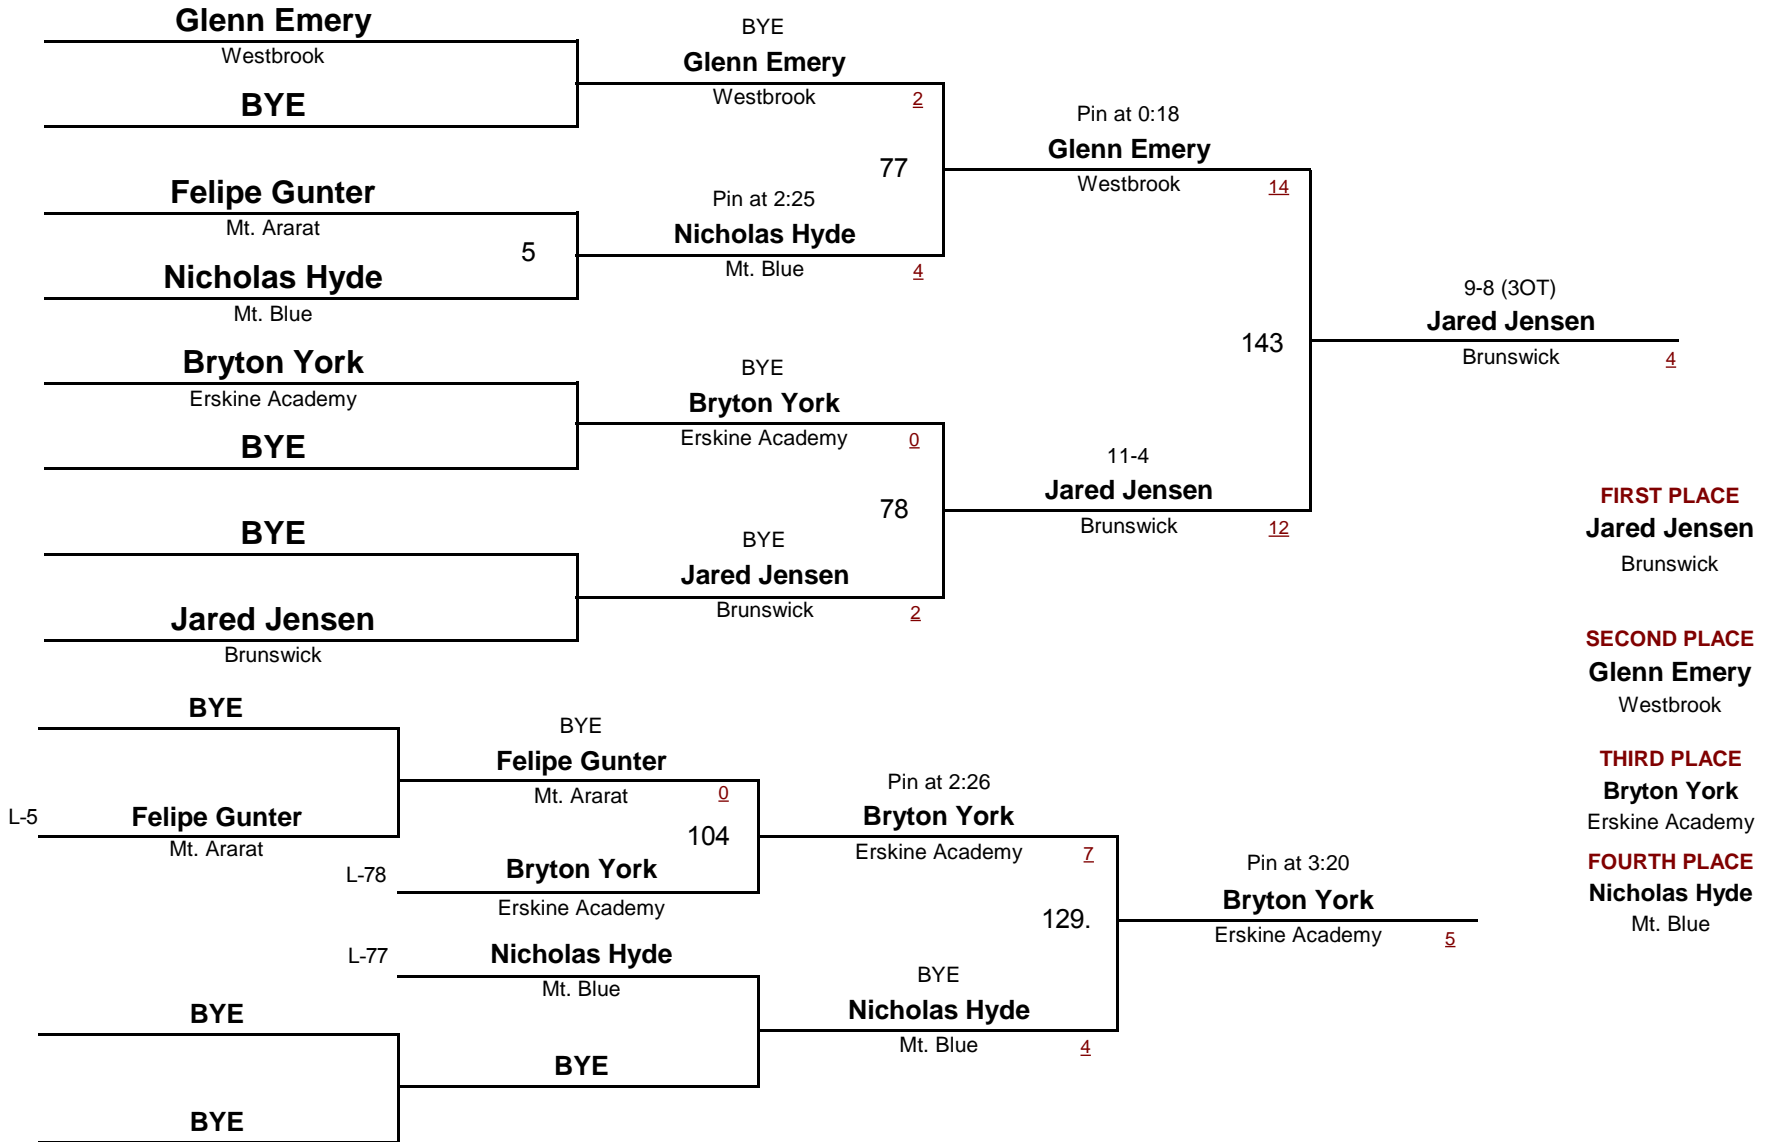 Glenn Emery
Westbrook
BYE
Felipe Gunter
Mt. Ararat
5
Nicholas Hyde
Mt. Blue
Bryton York
Erskine Academy
BYE
BYE
Jared Jensen
Brunswick
BYE
Glenn Emery
Westbrook 2
77
Pin at 2:25
Nicholas Hyde
Mt. Blue 4
BYE
Bryton York
Erskine Academy 0
78
BYE
Jared Jensen
Brunswick 2
Pin at 0:18
Glenn Emery
Westbrook 14
143
11-4
Jared Jensen
Brunswick 12
9-8 (3OT)
Jared Jensen
Brunswick 4
FIRST PLACE
Jared Jensen
Brunswick
SECOND PLACE
Glenn Emery
Westbrook
THIRD PLACE
Bryton York
Erskine Academy
FOURTH PLACE
Nicholas Hyde
Mt. Blue
BYE
L-5 Felipe Gunter
Mt. Ararat
BYE
Felipe Gunter
Mt. Ararat 0
104
L-78 Bryton York
Erskine Academy
L-77 Nicholas Hyde
Mt. Blue
BYE
BYE
BYE
Pin at 2:26
Bryton York
Erskine Academy 7
129.
BYE
Nicholas Hyde
Mt. Blue 4
Pin at 3:20
Bryton York
Erskine Academy 5